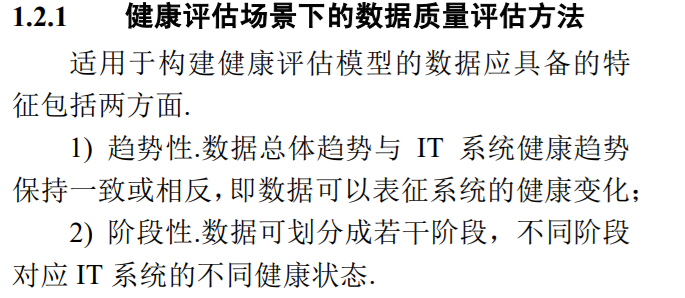 1.2.1 健康评估场景下的数据质量评估方法
适用于构建健康评估模型的数据应具备的特
征包括两方面.
1) 趋势性.数据总体趋势与 IT 系统健康趋势
保持一致或相反,即数据可以表征系统的健康变化;
2) 阶段性.数据可划分成若干阶段，不同阶段
对应 IT 系统的不同健康状态.